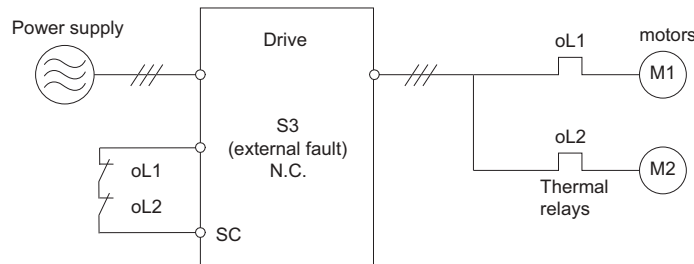 Power supply
Drive
oL1
motors
M1
S3
(external fault)
N.C.
oL1
oL2
SC
oL2
M2
Thermal
relays